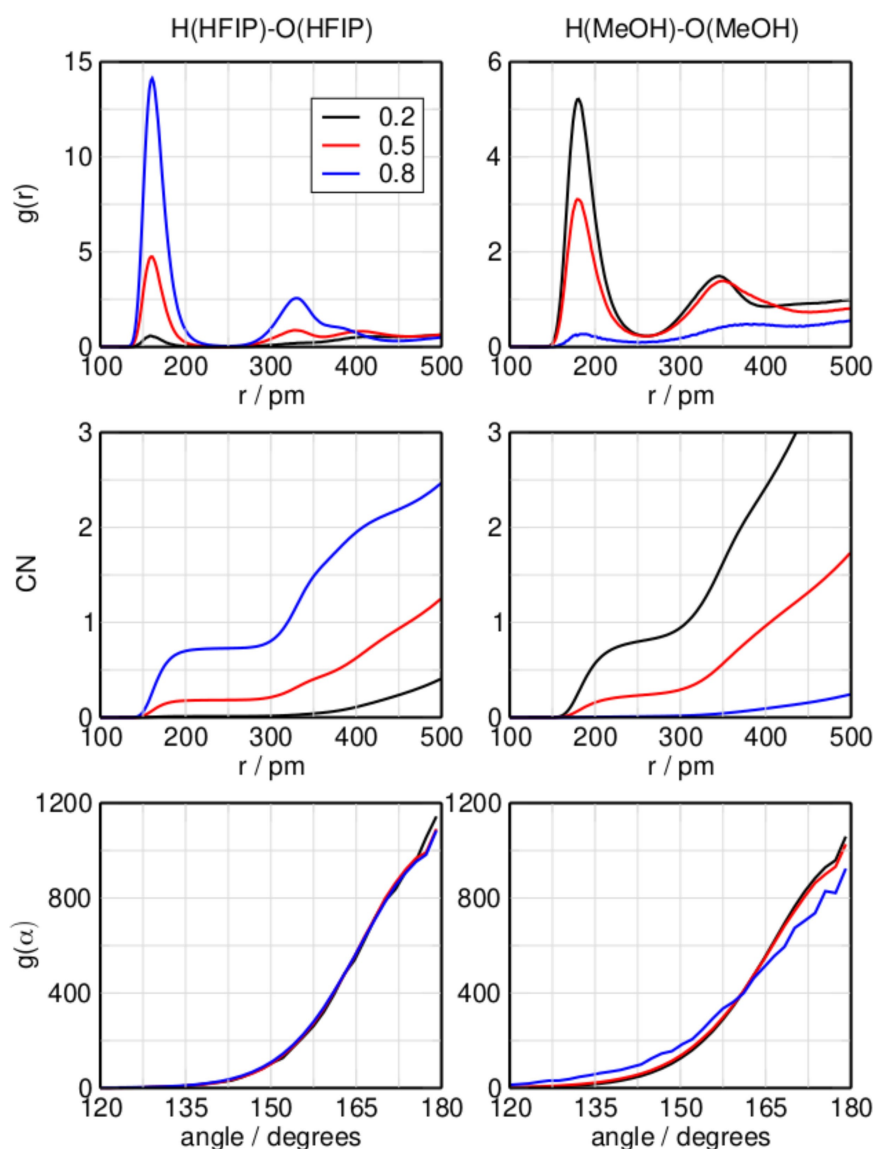 H(HFIP)-O(HFIP)
H(MeOH)-O(MeOH)
15
10
5
0
g(r)
0.2
0.5
0.8
100 200 300 400 500
r / pm
6
4
2
0
100 200 300 400 500
r / pm
3
2
1
0
CN
100 200 300 400 500
r / pm
3
2
1
0
100 200 300 400 500
r / pm
1200
800
400
0
g(α)
120 135 150 165 180
angle / degrees
1200
800
400
0
120 135 150 165 180
angle / degrees